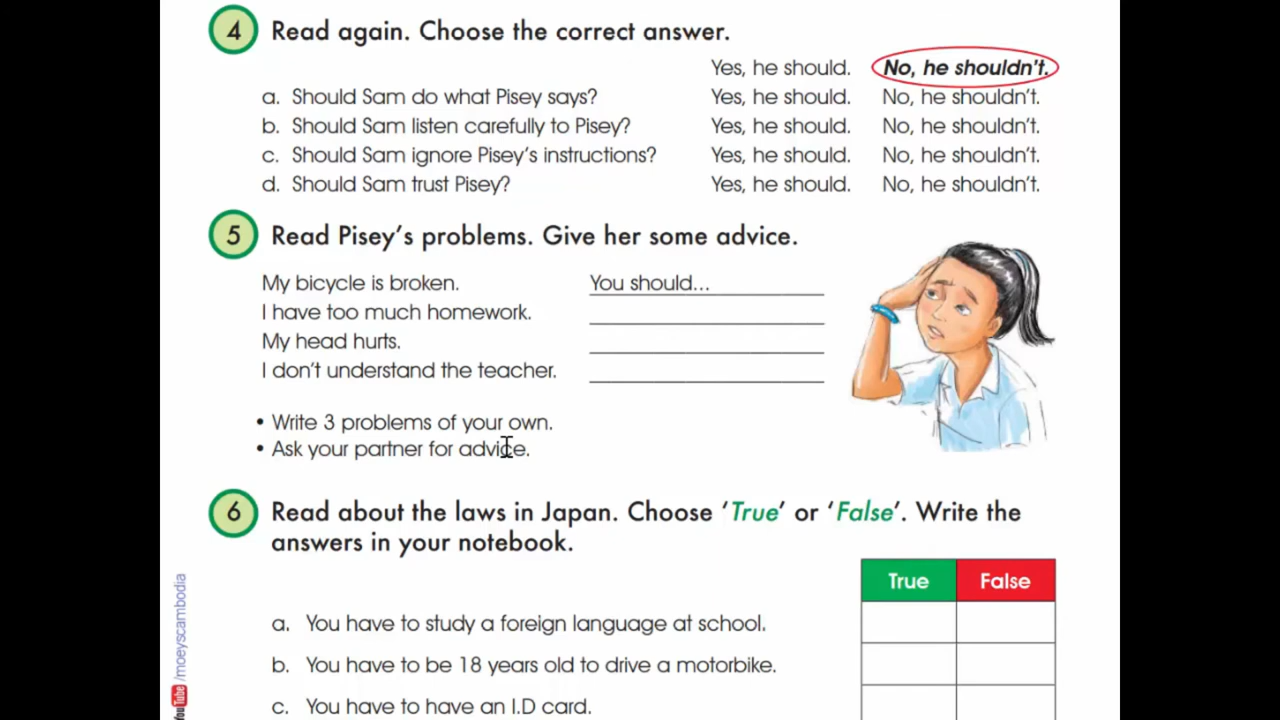 4 Read again. Choose the correct answer.
Yes, he should. No, he shouldn't.
a. Should Sam do what Pisey says? Yes, he should. No, he shouldn't.
b. Should Sam listen carefully to Pisey? Yes, he should. No, he shouldn't.
c. Should Sam ignore Pisey's instructions? Yes, he should. No, he shouldn't.
d. Should Sam trust Pisey? Yes, he should. No, he shouldn't.
5 Read Pisey's problems. Give her some advice.
My bicycle is broken. You should...
I have too much homework.
My head hurts.
I don't understand the teacher.
• Write 3 problems of your own.
• Ask your partner for advice.
6 Read about the laws in Japan. Choose 'True' or 'False'. Write the
answers in your notebook.
True False
a. You have to study a foreign language at school.
b. You have to be 18 years old to drive a motorbike.
c. You have to have an I.D card.
YouTube /moeyscambodia